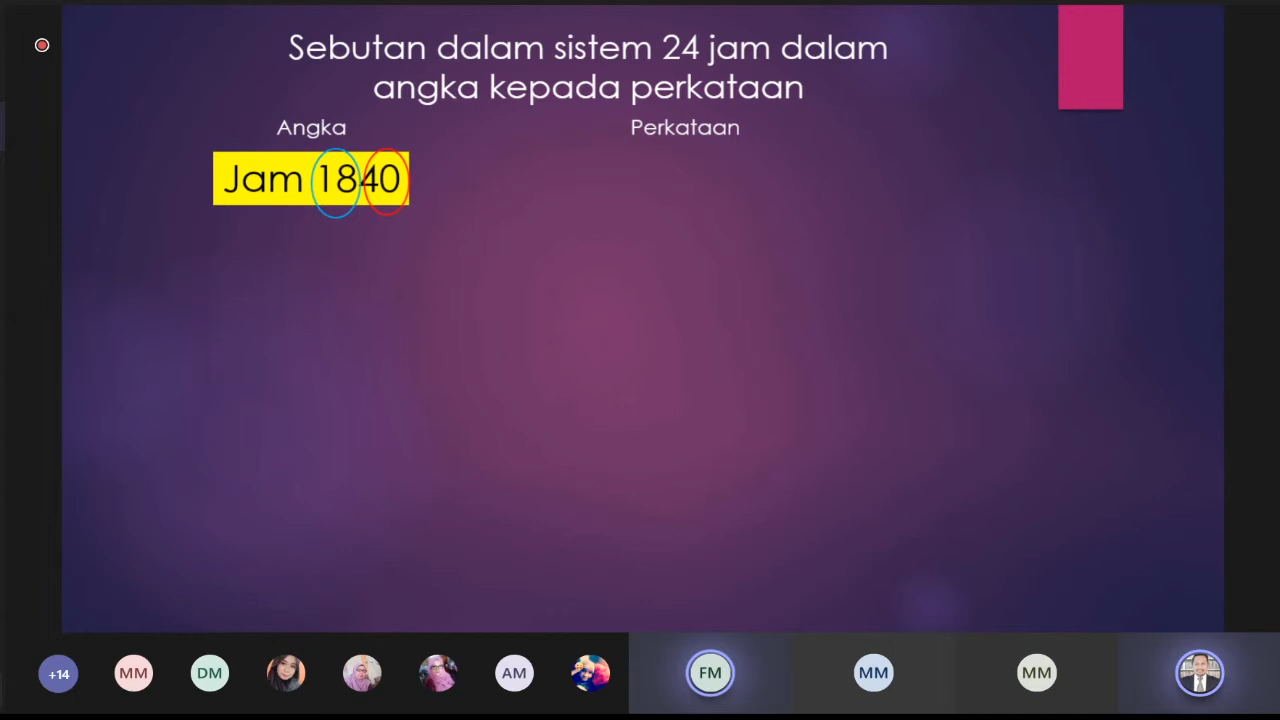 Sebutan dalam sistem 24 jam dalam
angka kepada perkataan
Angka
Perkataan
Jam 1840
+14
MM
DM
AM
FM
MM
MM